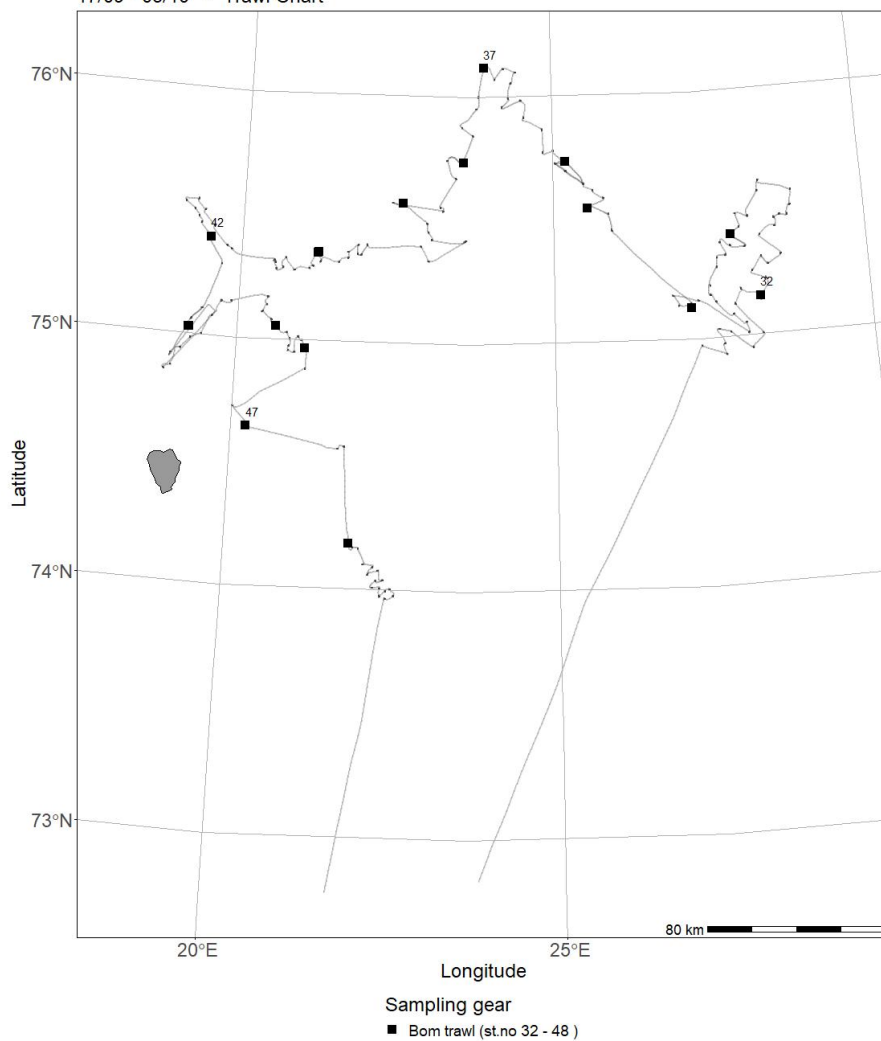 37
76°N
42
32
75°N
47
Latitude
74°N
73°N
80 km
20°E
25°E
Longitude
Sampling gear
Bom trawl (st.no 32 - 48 )